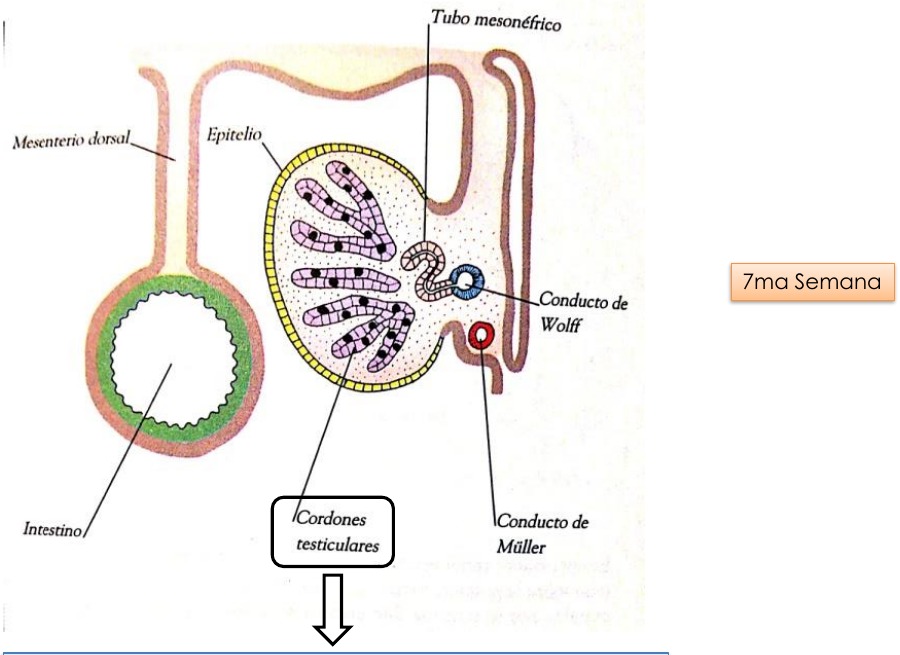 Tubo mesonéfrico
Mesenterio dorsal
Epitelio
7ma Semana
Conducto de
Wolff
Intestino
Cordones
testiculares
Conducto de
Müller